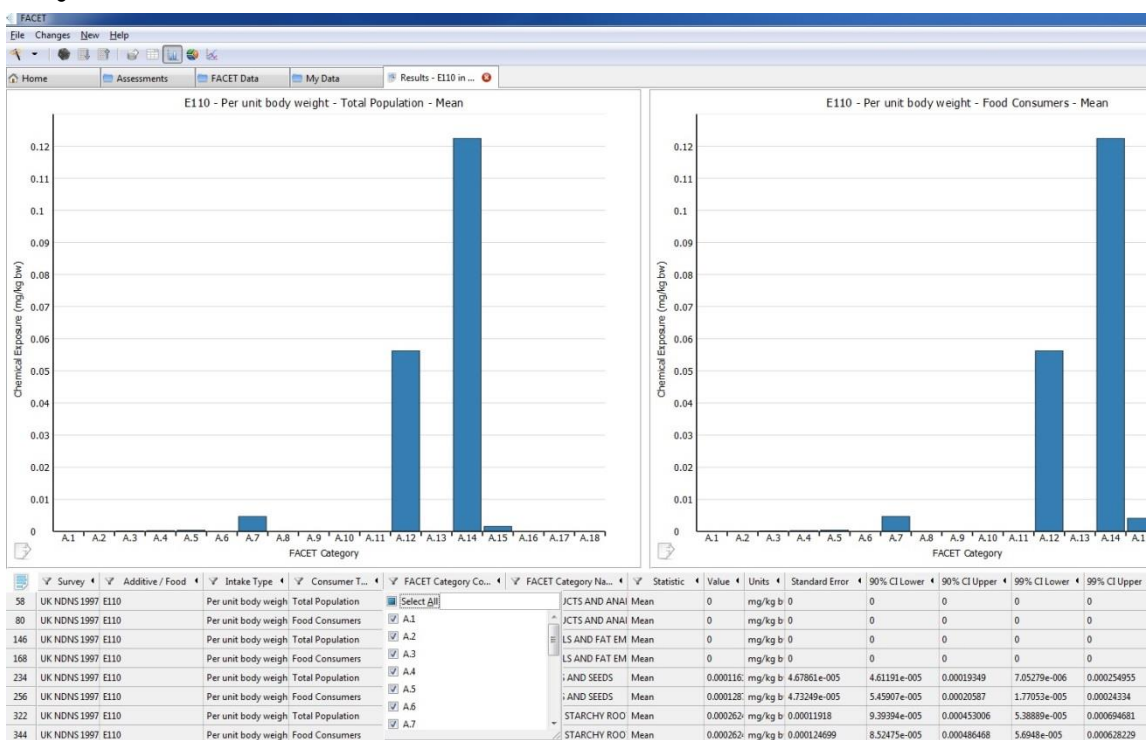 FACET
File Changes New Help
Home Assessments FACET Data My Data Results - E110 in ...
E110 - Per unit body weight - Total Population - Mean
Chemical Exposure (mg/kg bw)
0.12
0.11
0.1
0.09
0.08
0.07
0.06
0.05
0.04
0.03
0.02
0.01
0
A.1 A.2 A.3 A.4 A.5 A.6 A.7 A.8 A.9 A.10 A.11 A.12 A.13 A.14 A.15 A.16 A.17 A.18
FACET Category
E110 - Per unit body weight - Food Consumers - Mean
Chemical Exposure (mg/kg bw)
0.12
0.11
0.1
0.09
0.08
0.07
0.06
0.05
0.04
0.03
0.02
0.01
0
A.1 A.2 A.3 A.4 A.5 A.6 A.7 A.8 A.9 A.10 A.11 A.12 A.13 A.14 A.1
FACET Category
Survey Additive / Food Intake Type Consumer T... FACET Category Co... FACET Category Na... Statistic Value Units Standard Error 90% CI Lower 90% CI Upper 99% CI Lower 99% CI Upper
58 UK NDNS 1997 E110 Per unit body weigh Total Population Select All JCTS AND ANAI Mean 0 mg/kg b 0 0 0 0 0
80 UK NDNS 1997 E110 Per unit body weigh Food Consumers A.1 JCTS AND ANAI Mean 0 mg/kg b 0 0 0 0 0
146 UK NDNS 1997 E110 Per unit body weigh Total Population A.2 LS AND FAT EM Mean 0 mg/kg b 0 0 0 0 0
168 UK NDNS 1997 E110 Per unit body weigh Food Consumers A.3 LS AND FAT EM Mean 0 mg/kg b 0 0 0 0 0
234 UK NDNS 1997 E110 Per unit body weigh Total Population A.4 AND SEEDS Mean 0.000116 mg/kg b 4.67861e-005 4.61191e-005 0.00019349 7.05279e-006 0.000254955
256 UK NDNS 1997 E110 Per unit body weigh Food Consumers A.5 AND SEEDS Mean 0.000128 mg/kg b 4.73249e-005 5.45907e-005 0.00020587 1.77053e-005 0.00024334
322 UK NDNS 1997 E110 Per unit body weigh Total Population A.6 STARCHY ROO Mean 0.000262 mg/kg b 0.00011918 9.39394e-005 0.000453006 5.38889e-005 0.000694681
344 UK NDNS 1997 E110 Per unit body weigh Food Consumers A.7 STARCHY ROO Mean 0.000262 mg/kg b 0.000124699 8.52475e-005 0.000486468 5.6948e-005 0.000628229